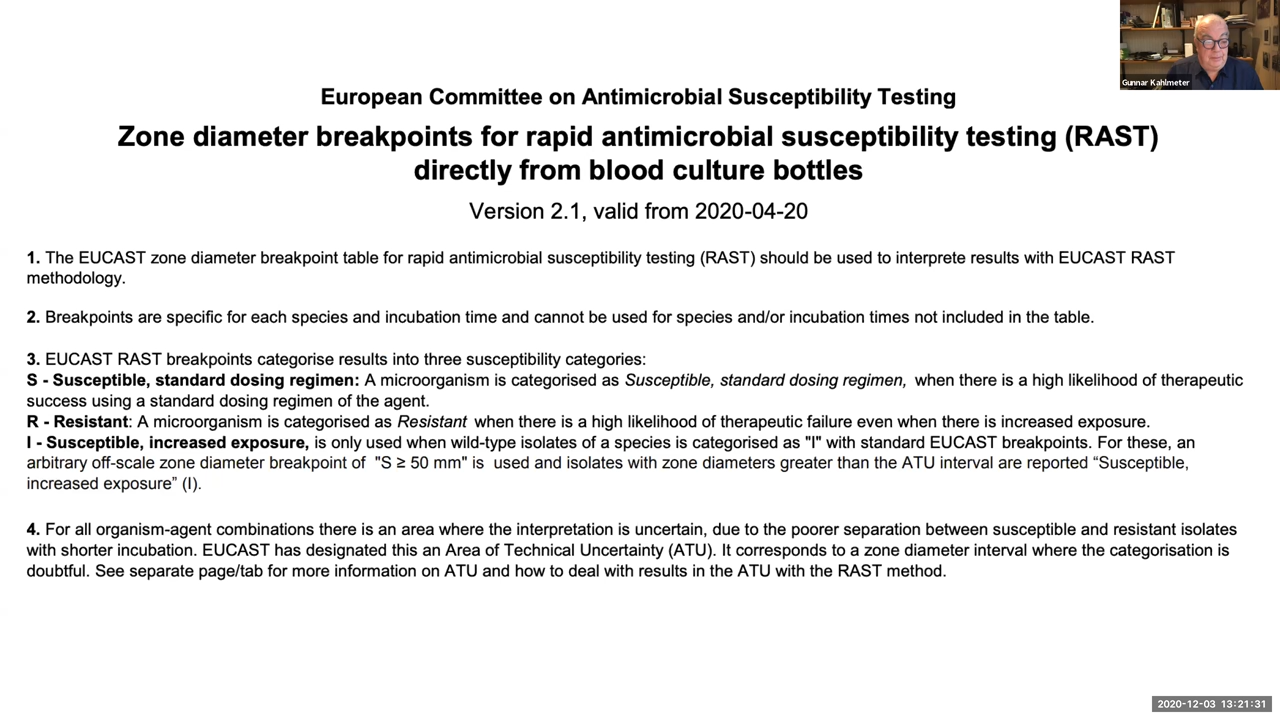 Gunnar Kahlmeter
European Committee on Antimicrobial Susceptibility Testing
Zone diameter breakpoints for rapid antimicrobial susceptibility testing (RAST)
directly from blood culture bottles
Version 2.1, valid from 2020-04-20
1. The EUCAST zone diameter breakpoint table for rapid antimicrobial susceptibility testing (RAST) should be used to interprete results with EUCAST RAST
methodology.
2. Breakpoints are specific for each species and incubation time and cannot be used for species and/or incubation times not included in the table.
3. EUCAST RAST breakpoints categorise results into three susceptibility categories:
S - Susceptible, standard dosing regimen: A microorganism is categorised as Susceptible, standard dosing regimen, when there is a high likelihood of therapeutic
success using a standard dosing regimen of the agent.
R - Resistant: A microorganism is categorised as Resistant when there is a high likelihood of therapeutic failure even when there is increased exposure.
I - Susceptible, increased exposure, is only used when wild-type isolates of a species is categorised as "I" with standard EUCAST breakpoints. For these, an
arbitrary off-scale zone diameter breakpoint of "S ≥ 50 mm" is used and isolates with zone diameters greater than the ATU interval are reported “Susceptible,
increased exposure” (I).
4. For all organism-agent combinations there is an area where the interpretation is uncertain, due to the poorer separation between susceptible and resistant isolates
with shorter incubation. EUCAST has designated this an Area of Technical Uncertainty (ATU). It corresponds to a zone diameter interval where the categorisation is
doubtful. See separate page/tab for more information on ATU and how to deal with results in the ATU with the RAST method.
2020-12-03 13:21:31